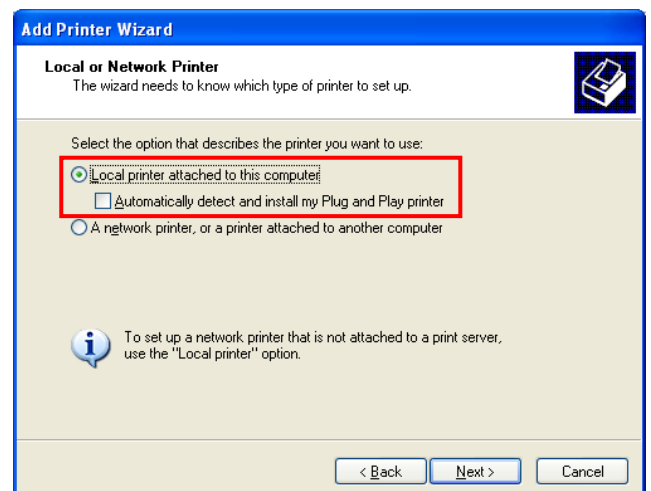 Add Printer Wizard
Local or Network Printer
The wizard needs to know which type of printer to set up.
Select the option that describes the printer you want to use:
Local printer attached to this computer
Automatically detect and install my Plug and Play printer
A network printer, or a printer attached to another computer
To set up a network printer that is not attached to a print server,
use the "Local printer" option.
< Back Next > Cancel